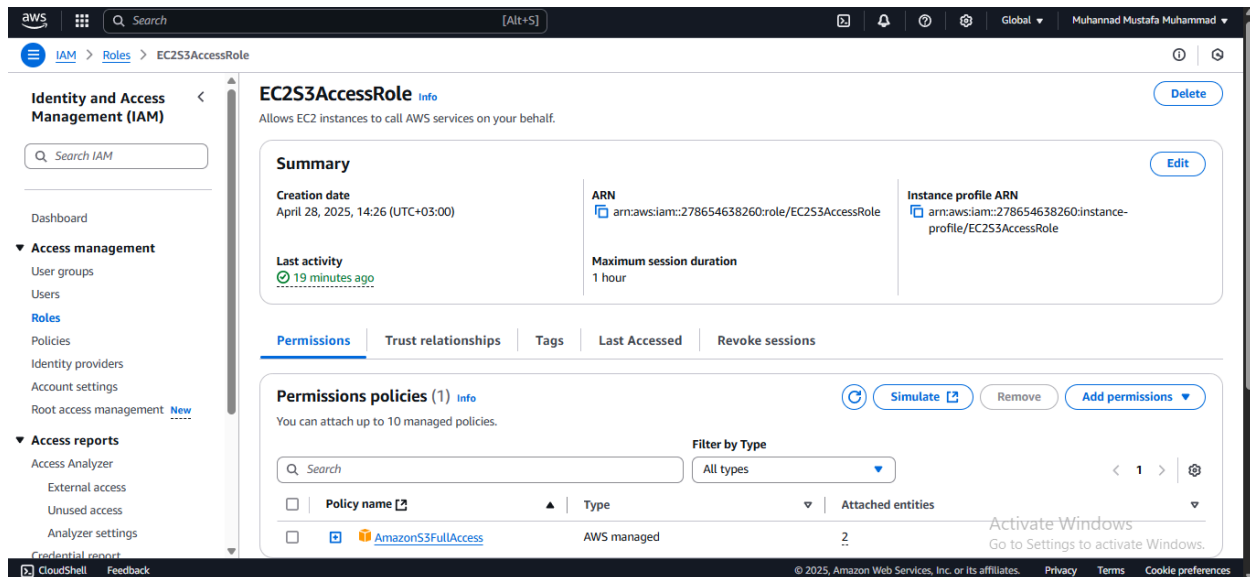 aws
Search [Alt+S]
Global ▼ Muhannad Mustafa Muhammad ▼
IAM > Roles > EC2S3AccessRole
Identity and Access Management (IAM)
Search IAM
Dashboard
Access management
User groups
Users
Roles
Policies
Identity providers
Account settings
Root access management New
Access reports
Access Analyzer
External access
Unused access
Analyzer settings
Credential report
EC2S3AccessRole Info
Delete
Allows EC2 instances to call AWS services on your behalf.
Summary
Edit
Creation date
April 28, 2025, 14:26 (UTC+03:00)
ARN
arn:aws:iam::278654638260:role/EC2S3AccessRole
Instance profile ARN
arn:aws:iam::278654638260:instance-
profile/EC2S3AccessRole
Last activity
19 minutes ago
Maximum session duration
1 hour
Permissions Trust relationships Tags Last Accessed Revoke sessions
Permissions policies (1) Info
Simulate Remove Add permissions ▼
You can attach up to 10 managed policies.
Filter by Type
Search
All types
1
Policy name Type Attached entities
AmazonS3FullAccess AWS managed 2
Activate Windows
Go to Settings to activate Windows.
CloudShell Feedback
© 2025, Amazon Web Services, Inc. or its affiliates. Privacy Terms Cookie preferences